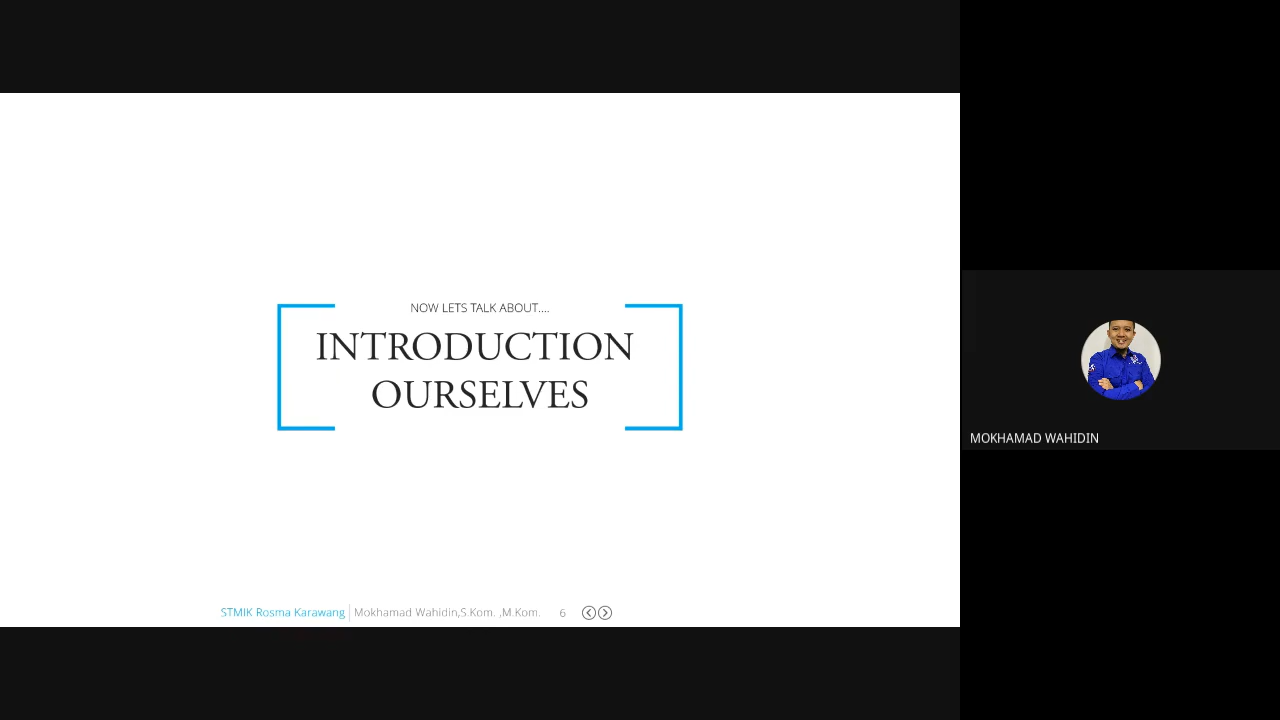 NOW LETS TALK ABOUT....
INTRODUCTION
OURSELVES
STMIK Rosma Karawang Mokhamad Wahidin,S.Kom. ,M.Kom. 6
MOKHAMAD WAHIDIN